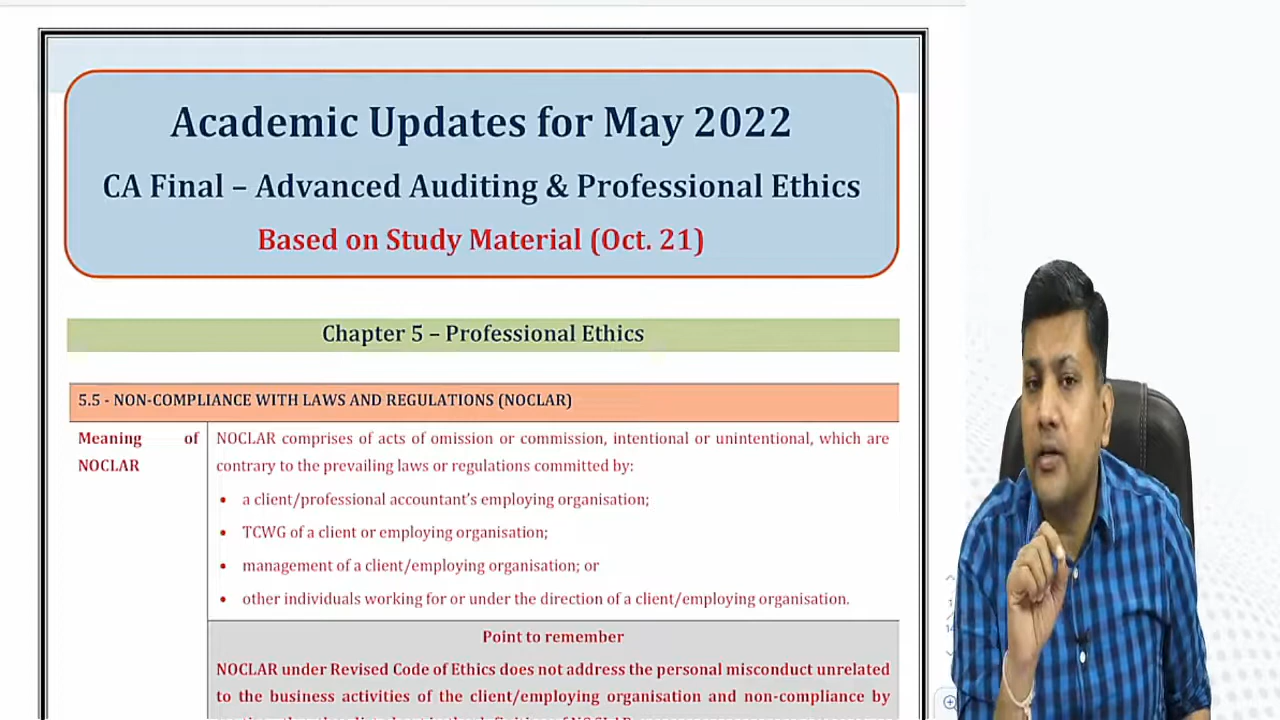 Academic Updates for May 2022
CA Final – Advanced Auditing & Professional Ethics
Based on Study Material (Oct. 21)
Chapter 5 – Professional Ethics
5.5 - NON-COMPLIANCE WITH LAWS AND REGULATIONS (NOCLAR)
Meaning of NOCLAR
NOCLAR comprises of acts of omission or commission, intentional or unintentional, which are
contrary to the prevailing laws or regulations committed by:
• a client/professional accountant's employing organisation;
• TCWG of a client or employing organisation;
• management of a client/employing organisation; or
• other individuals working for or under the direction of a client/employing organisation.
Point to remember
NOCLAR under Revised Code of Ethics does not address the personal misconduct unrelated
to the business activities of the client/employing organisation and non-compliance by